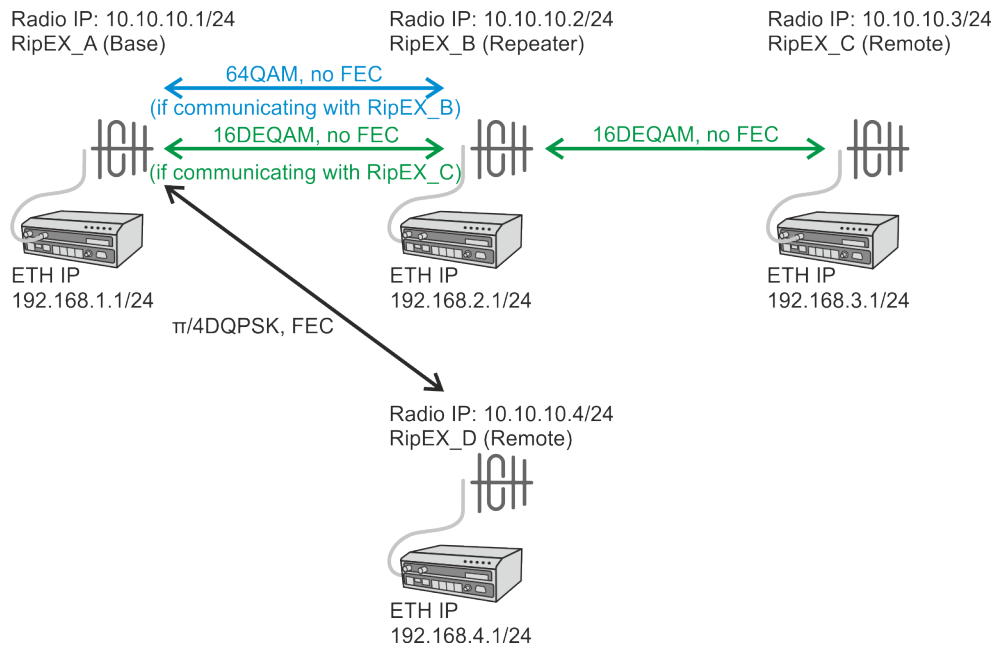 Radio IP: 10.10.10.1/24
RipEX_A (Base)
Radio IP: 10.10.10.2/24
RipEX_B (Repeater)
Radio IP: 10.10.10.3/24
RipEX_C (Remote)
64QAM, no FEC
(if communicating with RipEX_B)
16DEQAM, no FEC
(if communicating with RipEX_C)
16DEQAM, no FEC
ETH IP
192.168.1.1/24
ETH IP
192.168.2.1/24
ETH IP
192.168.3.1/24
π/4DQPSK, FEC
Radio IP: 10.10.10.4/24
RipEX_D (Remote)
ETH IP
192.168.4.1/24